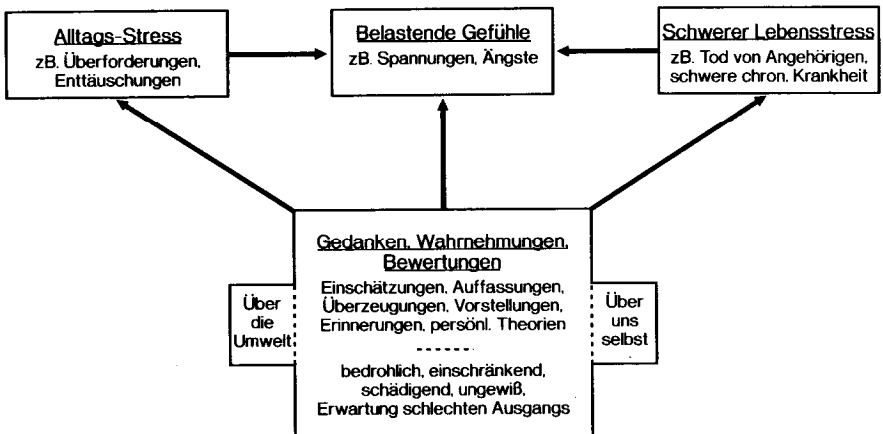 Alltags-Stress
zB. Überforderungen,
Enttäuschungen
Belastende Gefühle
zB. Spannungen, Ängste
Schwerer Lebensstress
zB. Tod von Angehörigen,
schwere chron. Krankheit
Gedanken, Wahrnehmungen,
Bewertungen
Einschätzungen, Auffassungen,
Überzeugungen, Vorstellungen,
Erinnerungen, persönl. Theorien
bedrohlich, einschränkend,
schädigend, ungewiß,
Erwartung schlechten Ausgangs
Über
die
Umwelt
Über
uns
selbst